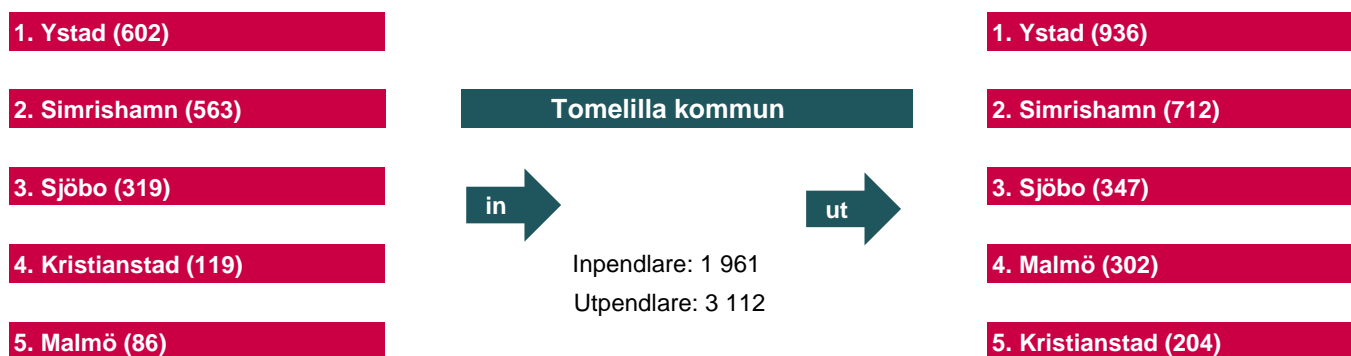 1. Ystad (602)
2. Simrishamn (563)
3. Sjöbo (319)
4. Kristianstad (119)
5. Malmö (86)
Tomelilla kommun
in
ut
Inpendlare: 1 961
Utpendlare: 3 112
1. Ystad (936)
2. Simrishamn (712)
3. Sjöbo (347)
4. Malmö (302)
5. Kristianstad (204)